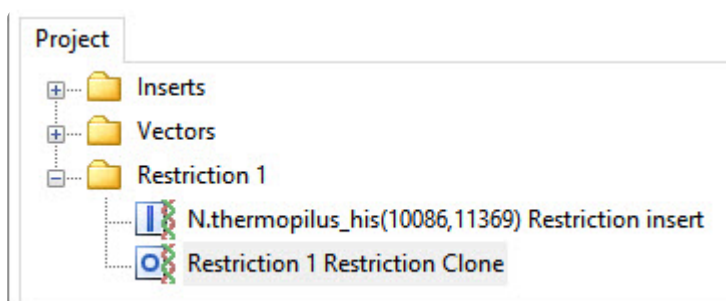 Project
Inserts
Vectors
Restriction 1
N.thermopilus_his(10086,11369) Restriction insert
Restriction 1 Restriction Clone